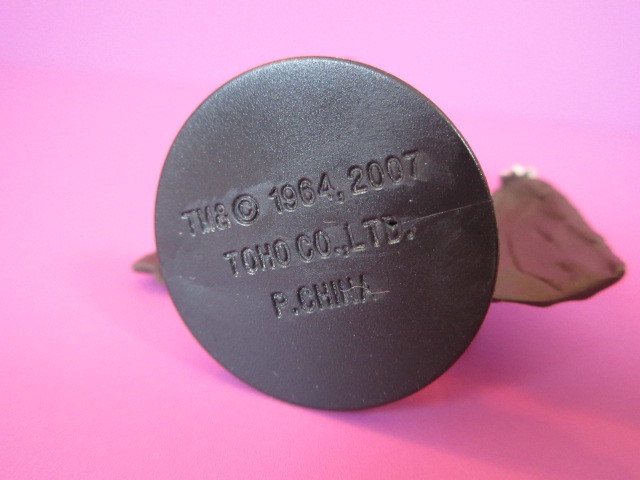 TM&© 1964, 2007
TOHO CO.,LTD.
P.CHINA